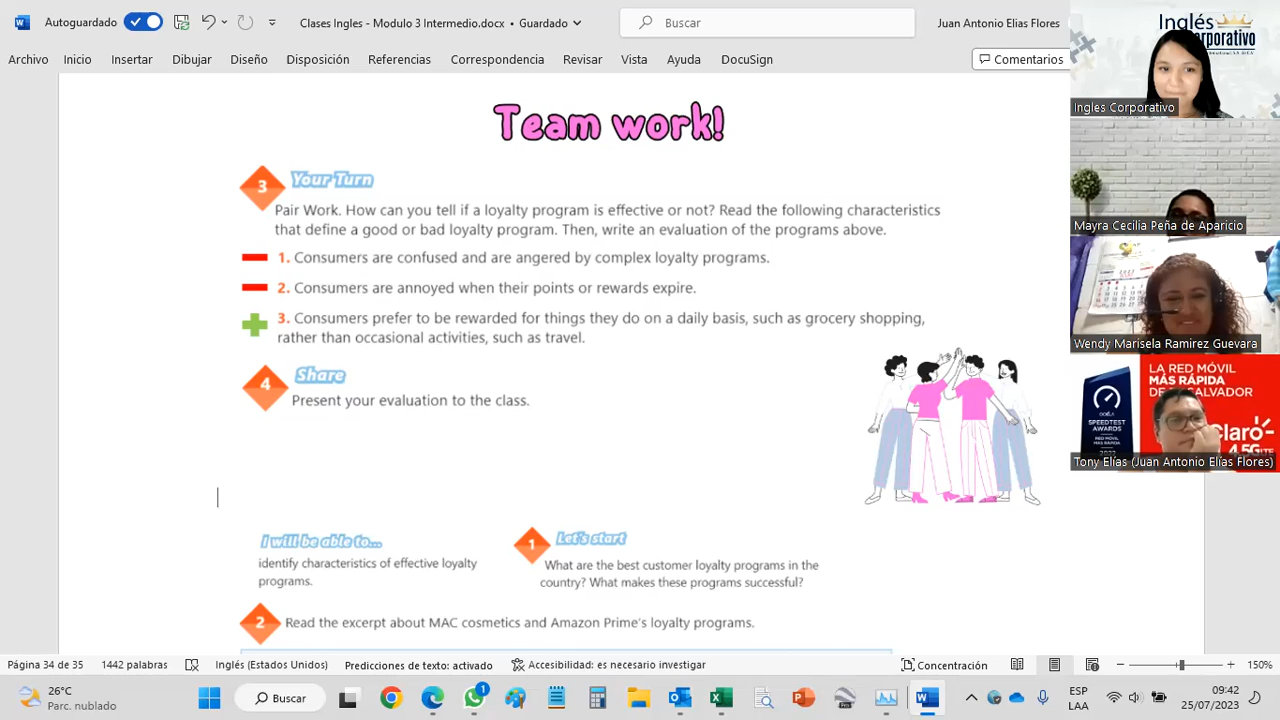 Autoguardado
Clases Ingles - Modulo 3 Intermedio.docx • Guardado
Buscar
Juan Antonio Elias Flores
Archivo Inicio Insertar Dibujar Diseño Disposición Referencias Correspondencia Revisar Vista Ayuda DocuSign Comentarios
Team work!
3 Your Turn
Pair Work. How can you tell if a loyalty program is effective or not? Read the following characteristics
that define a good or bad loyalty program. Then, write an evaluation of the programs above.
1. Consumers are confused and are angered by complex loyalty programs.
2. Consumers are annoyed when their points or rewards expire.
3. Consumers prefer to be rewarded for things they do on a daily basis, such as grocery shopping,
rather than occasional activities, such as travel.
4 Share
Present your evaluation to the class.
I will be able to...
identify characteristics of effective loyalty
programs.
1 Let's start
What are the best customer loyalty programs in the
country? What makes these programs successful?
2 Read the excerpt about MAC cosmetics and Amazon Prime's loyalty programs.
Página 34 de 35 1442 palabras Inglés (Estados Unidos) Predicciones de texto: activado Accesibilidad: es necesario investigar Concentración 150%
26°C
Parc. nublado
Buscar
1
ESP
LAA
09:42
25/07/2023
Inglés
Corporativo
Ingles Corporativo
Mayra Cecilia Peña de Aparicio
Wendy Marisela Ramirez Guevara
LA RED MÓVIL
MÁS RÁPIDA
DE SALVADOR
SPEEDTEST
AWARDS
RED MÓVIL
MÁS RÁPIDA
2022
Claro
4.5G LTE
Tony Elías (Juan Antonio Elías Flores)